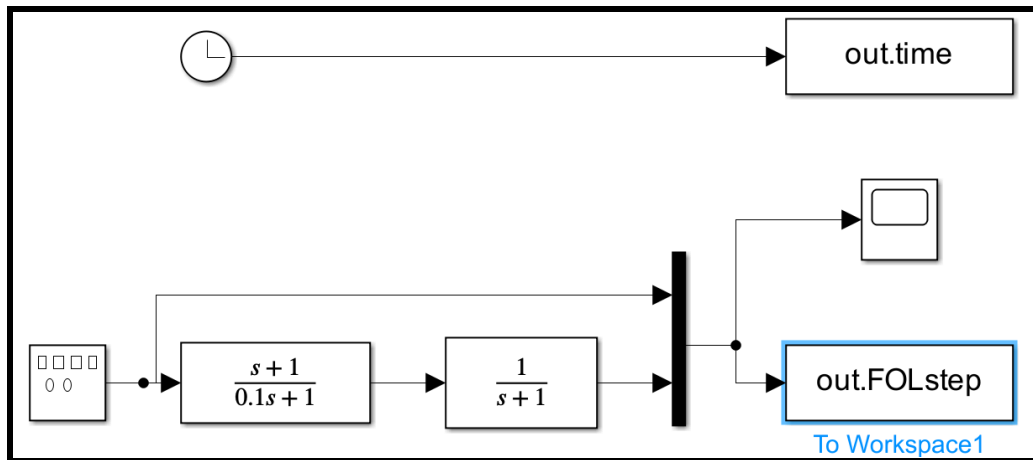 out.time
s + 1
0.1s + 1
1
s + 1
out.FOLstep
To Workspace1